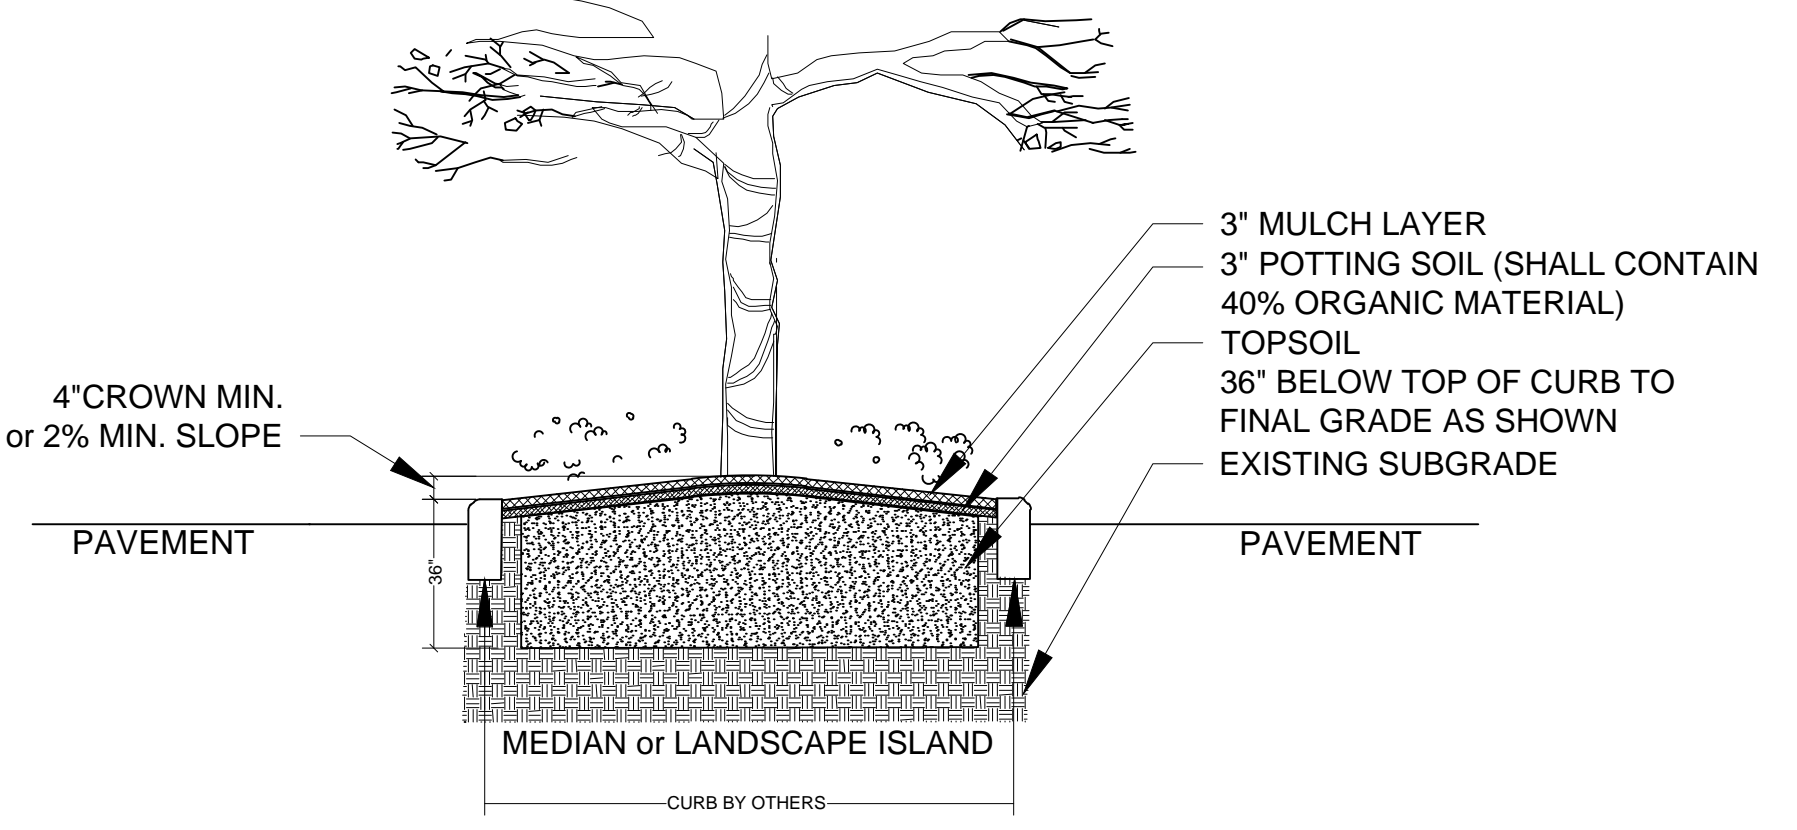 3" MULCH LAYER
3" POTTING SOIL (SHALL CONTAIN
40% ORGANIC MATERIAL)
TOPSOIL
36" BELOW TOP OF CURB TO
FINAL GRADE AS SHOWN
EXISTING SUBGRADE
4"CROWN MIN.
or 2% MIN. SLOPE
PAVEMENT
36"
PAVEMENT
MEDIAN or LANDSCAPE ISLAND
CURB BY OTHERS